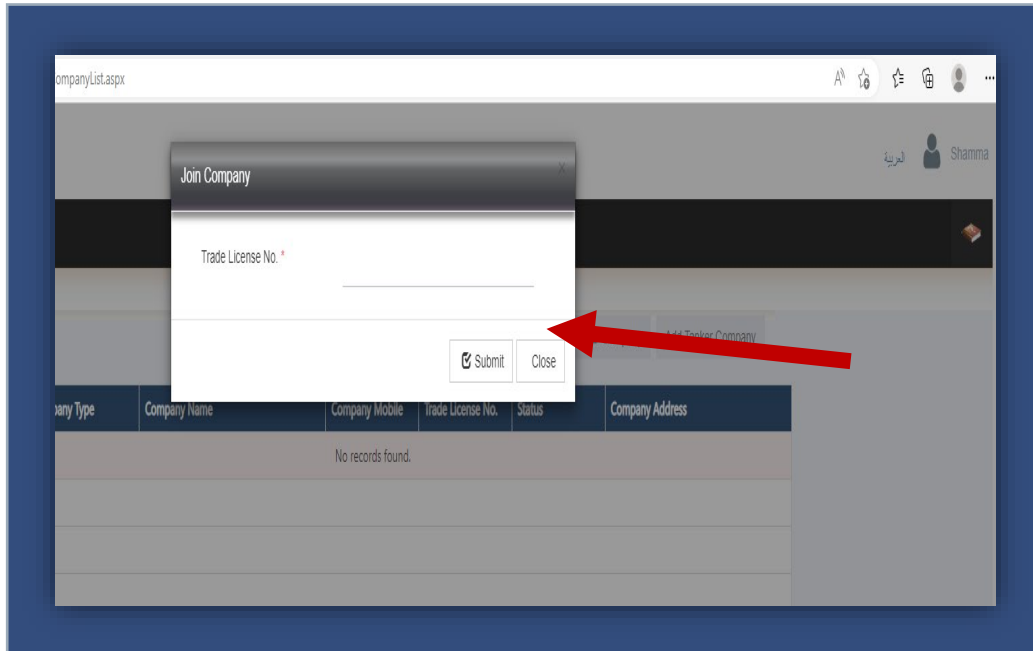 ompanyList.aspx
العربية
Shamma
Join Company
Trade License No. *
Add Tanker Company
Submit
Close
pany Type
Company Name
Company Mobile
Trade License No.
Status
Company Address
No records found.